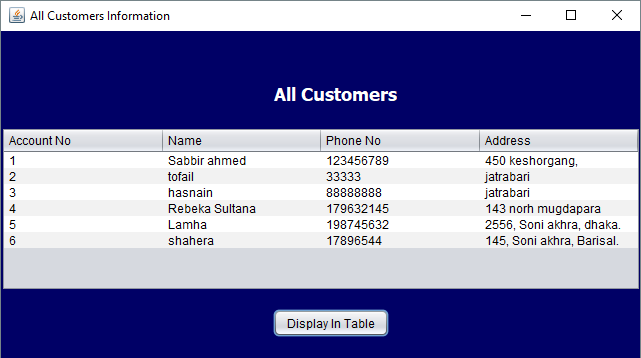 All Customers Information
All Customers
Account No Name Phone No Address
1 Sabbir ahmed 123456789 450 keshorgang,
2 tofail 33333 jatrabari
3 hasnain 88888888 jatrabari
4 Rebeka Sultana 179632145 143 norh mugdapara
5 Lamha 198745632 2556, Soni akhra, dhaka.
6 shahera 17896544 145, Soni akhra, Barisal.
Display In Table